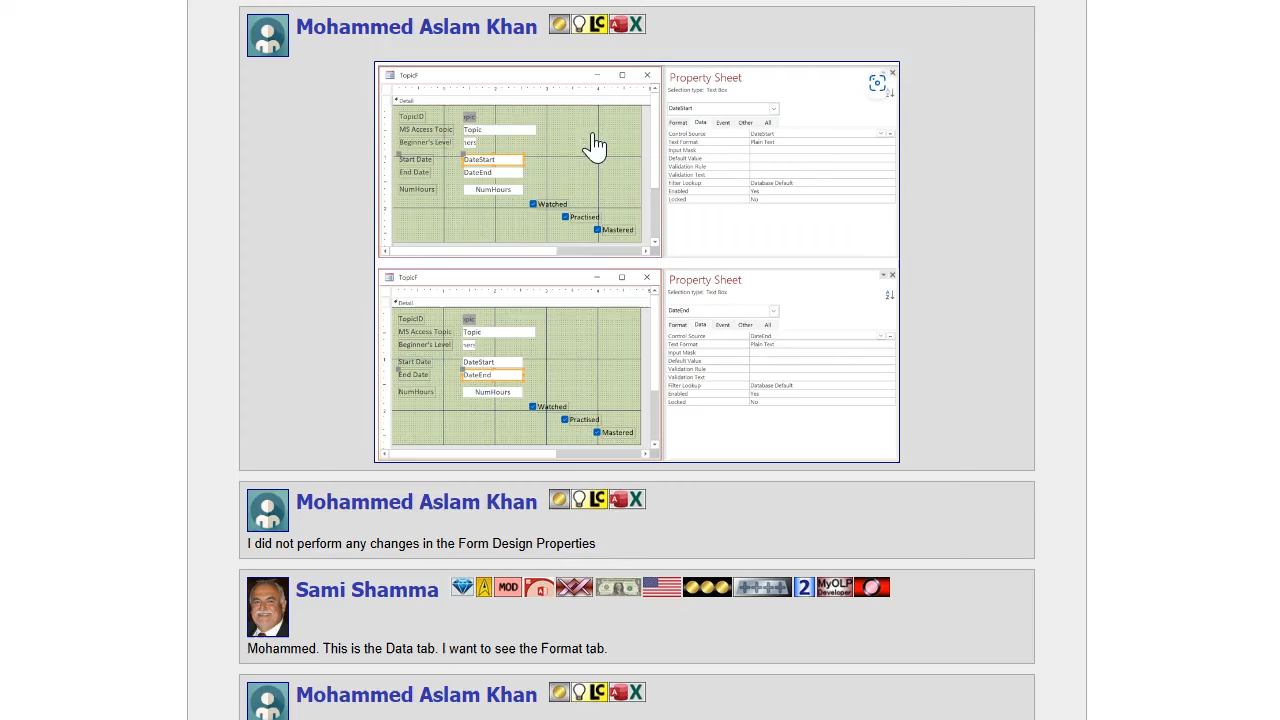 Mohammed Aslam Khan
LC A X
TopicF
Detail
TopicID
MS Access Topic Topic
Beginner's Level ners
Start Date DateStart
End Date DateEnd
NumHours NumHours
Watched
Practised
Mastered
Property Sheet
Selection type: Text Box
DateStart
Format Data Event Other All
Control Source DateStart
Text Format Plain Text
Input Mask
Default Value
Validation Rule
Validation Text
Filter Lookup Database Default
Enabled Yes
Locked No
TopicF
Detail
TopicID
MS Access Topic Topic
Beginner's Level ners
Start Date DateStart
End Date DateEnd
NumHours NumHours
Watched
Practised
Mastered
Property Sheet
Selection type: Text Box
DateEnd
Format Data Event Other All
Control Source DateEnd
Text Format Plain Text
Input Mask
Default Value
Validation Rule
Validation Text
Filter Lookup Database Default
Enabled Yes
Locked No
Mohammed Aslam Khan
LC A X
I did not perform any changes in the Form Design Properties
Sami Shamma
MOD A 2 MyOLP Developer
Mohammed. This is the Data tab. I want to see the Format tab.
Mohammed Aslam Khan
LC A X